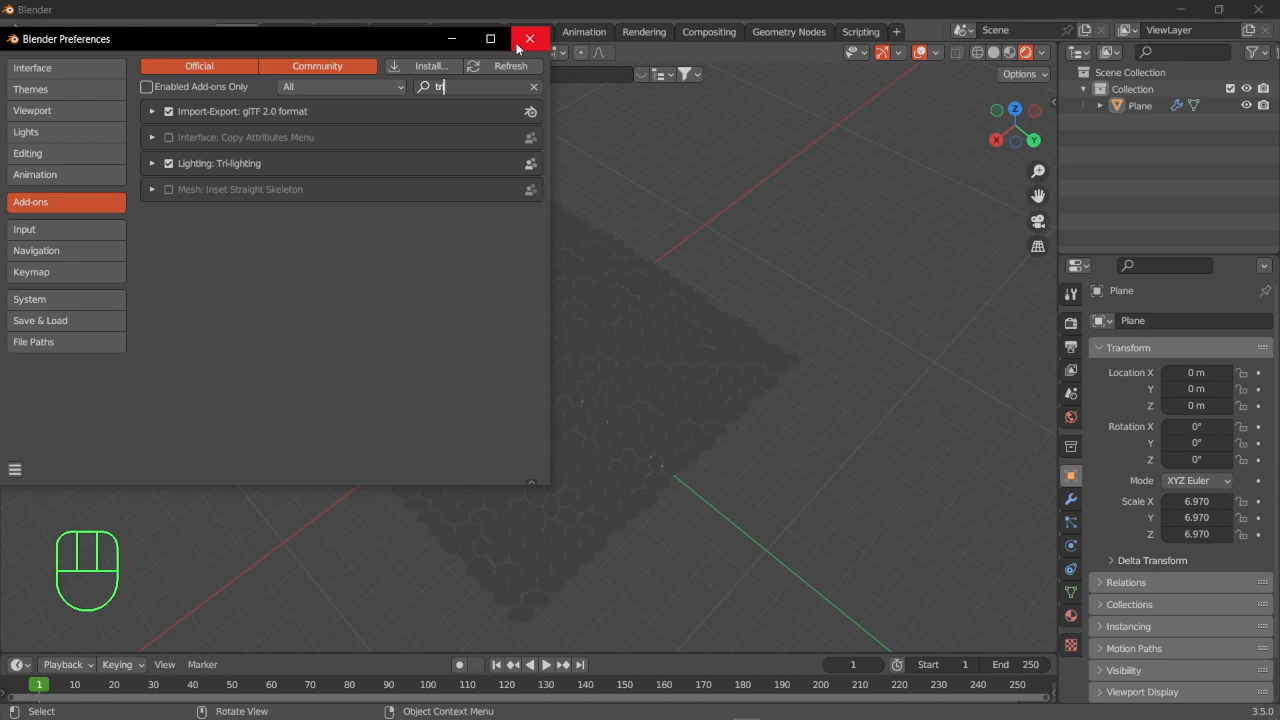 Blender
Blender Preferences
Animation
Rendering
Compositing
Geometry Nodes
Scripting
Scene
ViewLayer
Interface
Themes
Viewport
Lights
Editing
Animation
Add-ons
Input
Navigation
Keymap
System
Save & Load
File Paths
Official
Community
Install...
Refresh
Enabled Add-ons Only
All
tri
Import-Export: glTF 2.0 format
Interface: Copy Attributes Menu
Lighting: Tri-lighting
Mesh: Inset Straight Skeleton
Options
Z
X
Y
Scene Collection
Collection
Plane
Plane
Plane
Transform
Location X 0 m
Y 0 m
Z 0 m
Rotation X 0°
Y 0°
Z 0°
Mode XYZ Euler
Scale X 6.970
Y 6.970
Z 6.970
Delta Transform
Relations
Collections
Instancing
Motion Paths
Visibility
Viewport Display
Playback
Keying
View
Marker
1
Start 1
End 250
1 10 20 30 40 50 60 70 80 90 100 110 120 130 140 150 160 170 180 190 200 210 220 230 240 250
Select
Rotate View
Object Context Menu
3.5.0